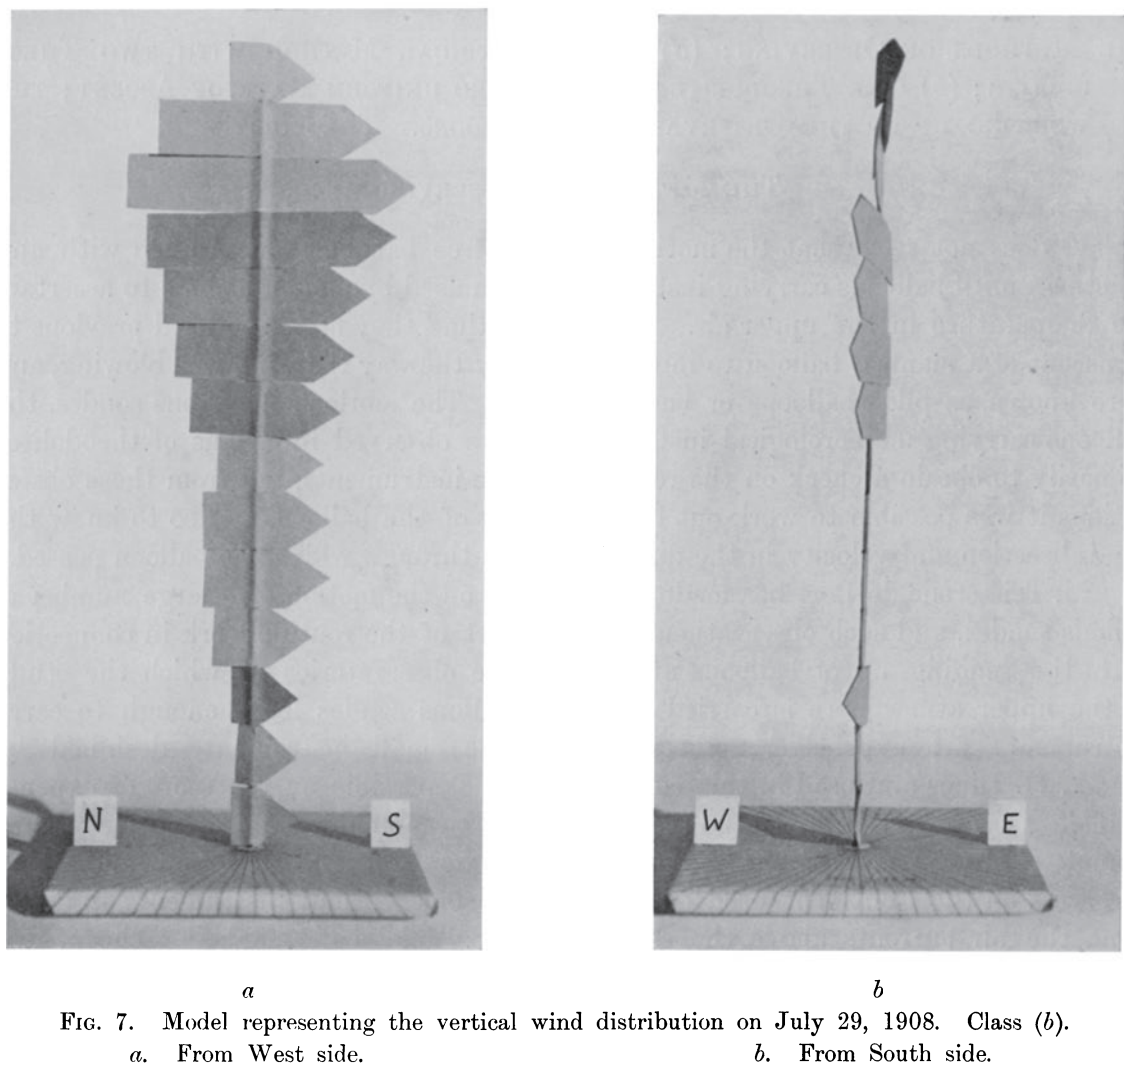 N
S
W
E
a
b
FIG. 7. Model representing the vertical wind distribution on July 29, 1908. Class (b).
a. From West side.
b. From South side.